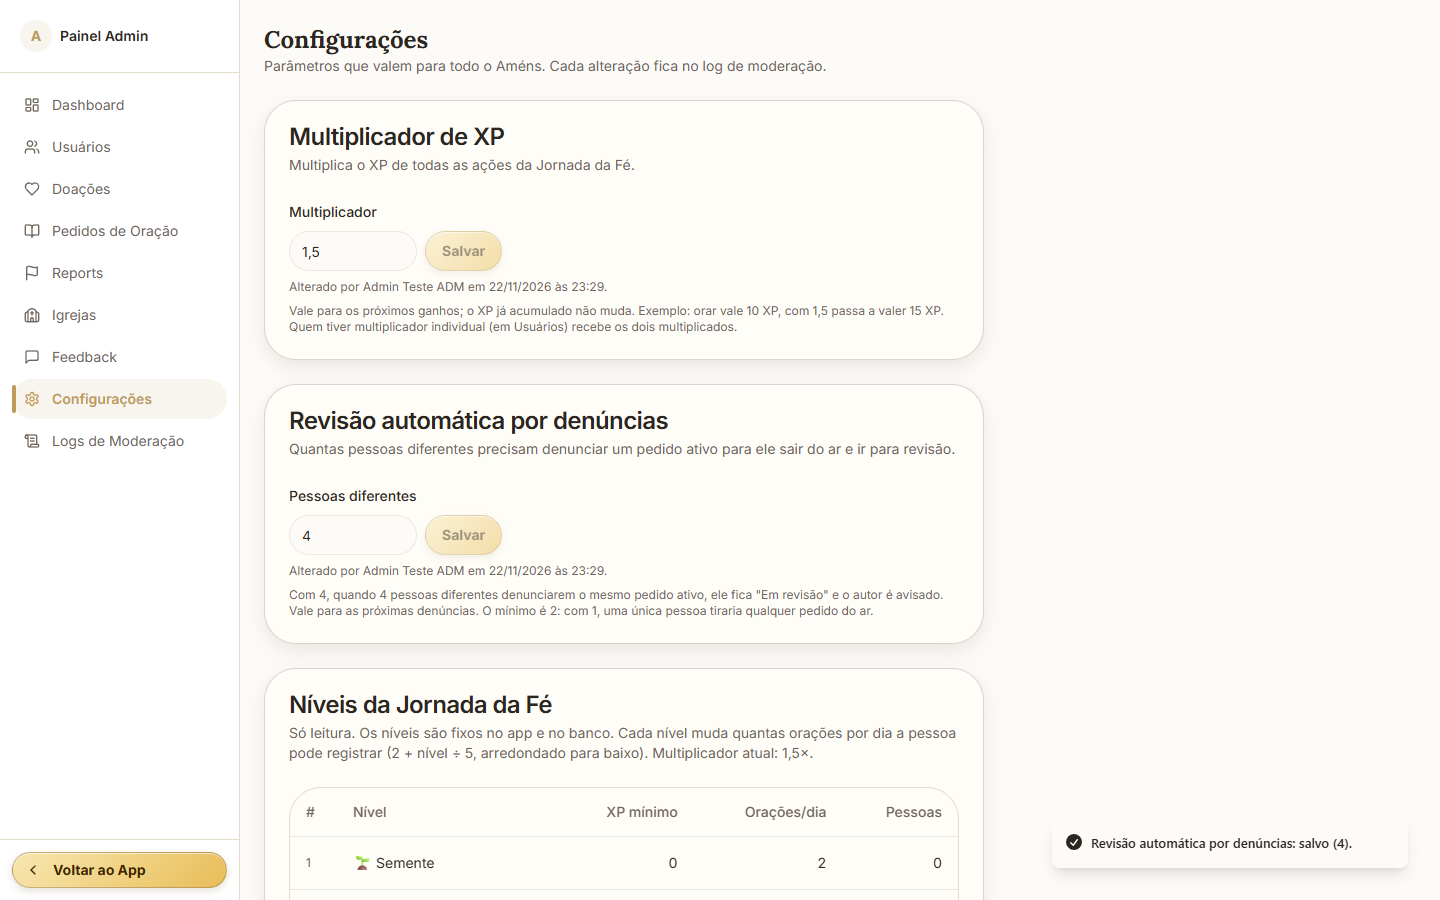 A Painel Admin
Dashboard
Usuários
Doações
Pedidos de Oração
Reports
Igrejas
Feedback
Configurações
Logs de Moderação
Voltar ao App
Configurações
Parâmetros que valem para todo o Améns. Cada alteração fica no log de moderação.
Multiplicador de XP
Multiplica o XP de todas as ações da Jornada da Fé.
Multiplicador
1,5 Salvar
Alterado por Admin Teste ADM em 22/11/2026 às 23:29.
Vale para os próximos ganhos; o XP já acumulado não muda. Exemplo: orar vale 10 XP, com 1,5 passa a valer 15 XP.
Quem tiver multiplicador individual (em Usuários) recebe os dois multiplicados.
Revisão automática por denúncias
Quantas pessoas diferentes precisam denunciar um pedido ativo para ele sair do ar e ir para revisão.
Pessoas diferentes
4 Salvar
Alterado por Admin Teste ADM em 22/11/2026 às 23:29.
Com 4, quando 4 pessoas diferentes denunciarem o mesmo pedido ativo, ele fica "Em revisão" e o autor é avisado.
Vale para as próximas denúncias. O mínimo é 2: com 1, uma única pessoa tiraria qualquer pedido do ar.
Níveis da Jornada da Fé
Só leitura. Os níveis são fixos no app e no banco. Cada nível muda quantas orações por dia a pessoa
pode registrar (2 + nível ÷ 5, arredondado para baixo). Multiplicador atual: 1,5×.
# Nível XP mínimo Orações/dia Pessoas
1 Semente 0 2 0
Revisão automática por denúncias: salvo (4).